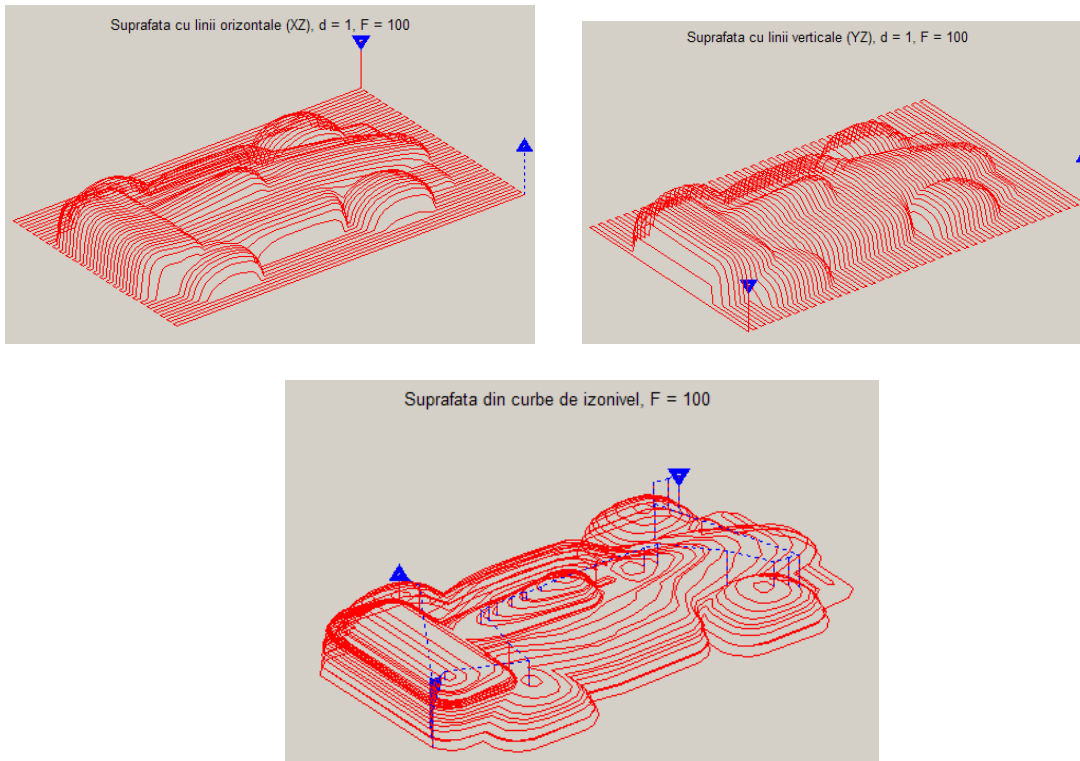 Suprafata cu linii orizontale (XZ), d = 1, F = 100
Suprafata cu linii verticale (YZ), d = 1, F = 100
Suprafata din curbe de izonivel, F = 100